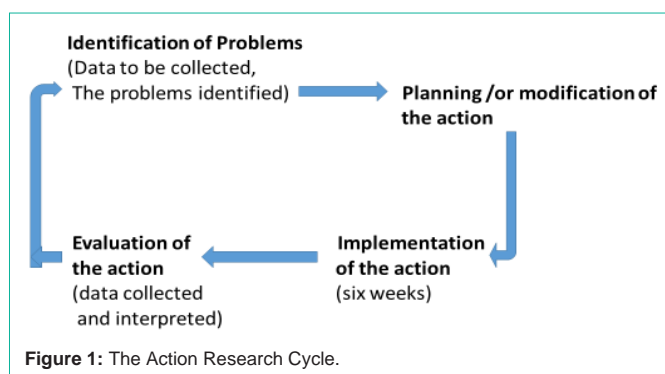 Identification of Problems
(Data to be collected,
The problems identified)
Planning /or modification of
the action
Evaluation of
the action
(data collected
and interpreted)
Implementation
of the action
(six weeks)
Figure 1: The Action Research Cycle.